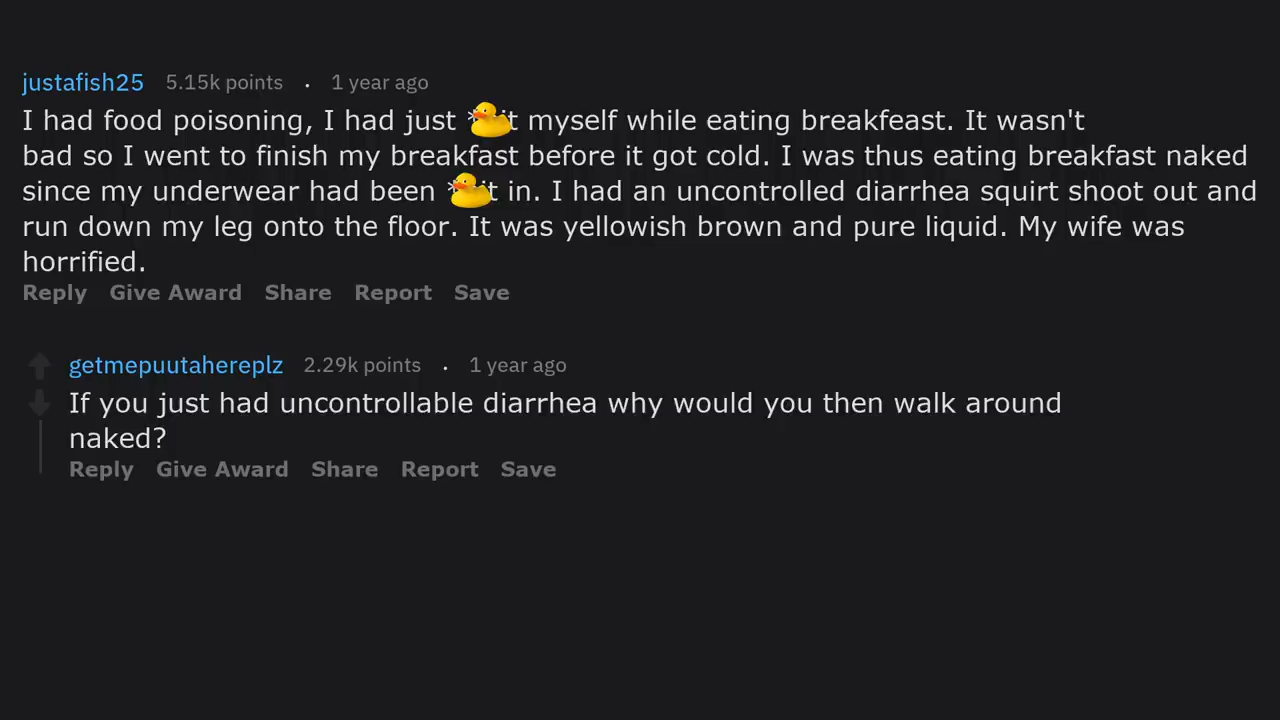 justafish25 5.15k points . 1 year ago
I had food poisoning, I had just *🦆t myself while eating breakfeast. It wasn't
bad so I went to finish my breakfast before it got cold. I was thus eating breakfast naked
since my underwear had been *🦆it in. I had an uncontrolled diarrhea squirt shoot out and
run down my leg onto the floor. It was yellowish brown and pure liquid. My wife was
horrified.
Reply Give Award Share Report Save
getmepuutahereplz 2.29k points . 1 year ago
If you just had uncontrollable diarrhea why would you then walk around
naked?
Reply Give Award Share Report Save